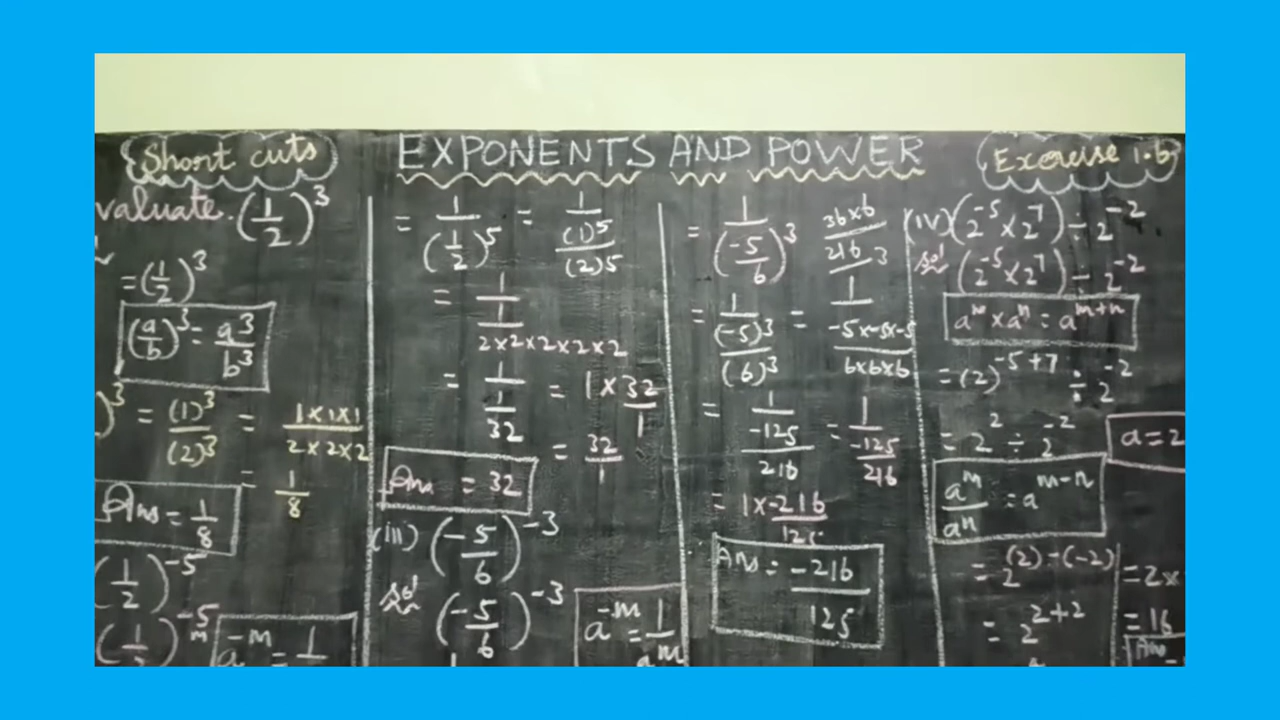 Short cuts
EXPONENTS AND POWER
Exercise 1.6
valuate. (1/2)^3
= (1/2)^3
(a/b)^3 = a^3/b^3
)^3 = (1)^3/(2)^3 = 1×1×1/2×2×2
= 1/8
Ans = 1/8
(1/2)^-5
(1/2)^-5
a^-m = 1
= 1/(1/2)^5 = 1/((1)^5/(2)5)
= 1/(1/2×2×2×2×2)
= 1/(1/32) = 1 × 32/1
= 32/1
Ans = 32
(iii) (-5/6)^-3
sol (-5/6)^-3
a^-m = 1/a^m
= 1/(-5/6)^3
36×6
216
3
= 1/((-5)^3/(6)^3) = 1/(-5×-5×-5/6×6×6)
= 1/(-125/216) = 1/(-125/216)
= 1×-216/125
Ans = -216/125
(iv) (2^-5 × 2^7) ÷ 2^-2
sol (2^-5 × 2^7) ÷ 2^-2
a^m × a^n = a^m+n
= (2)^-5+7 ÷ 2^-2
= 2^2 ÷ 2^-2
a = 2
a^m/a^n = a^m-n
= 2^(2)-(-2)
= 2^2+2
= 2×
= 16
Ans